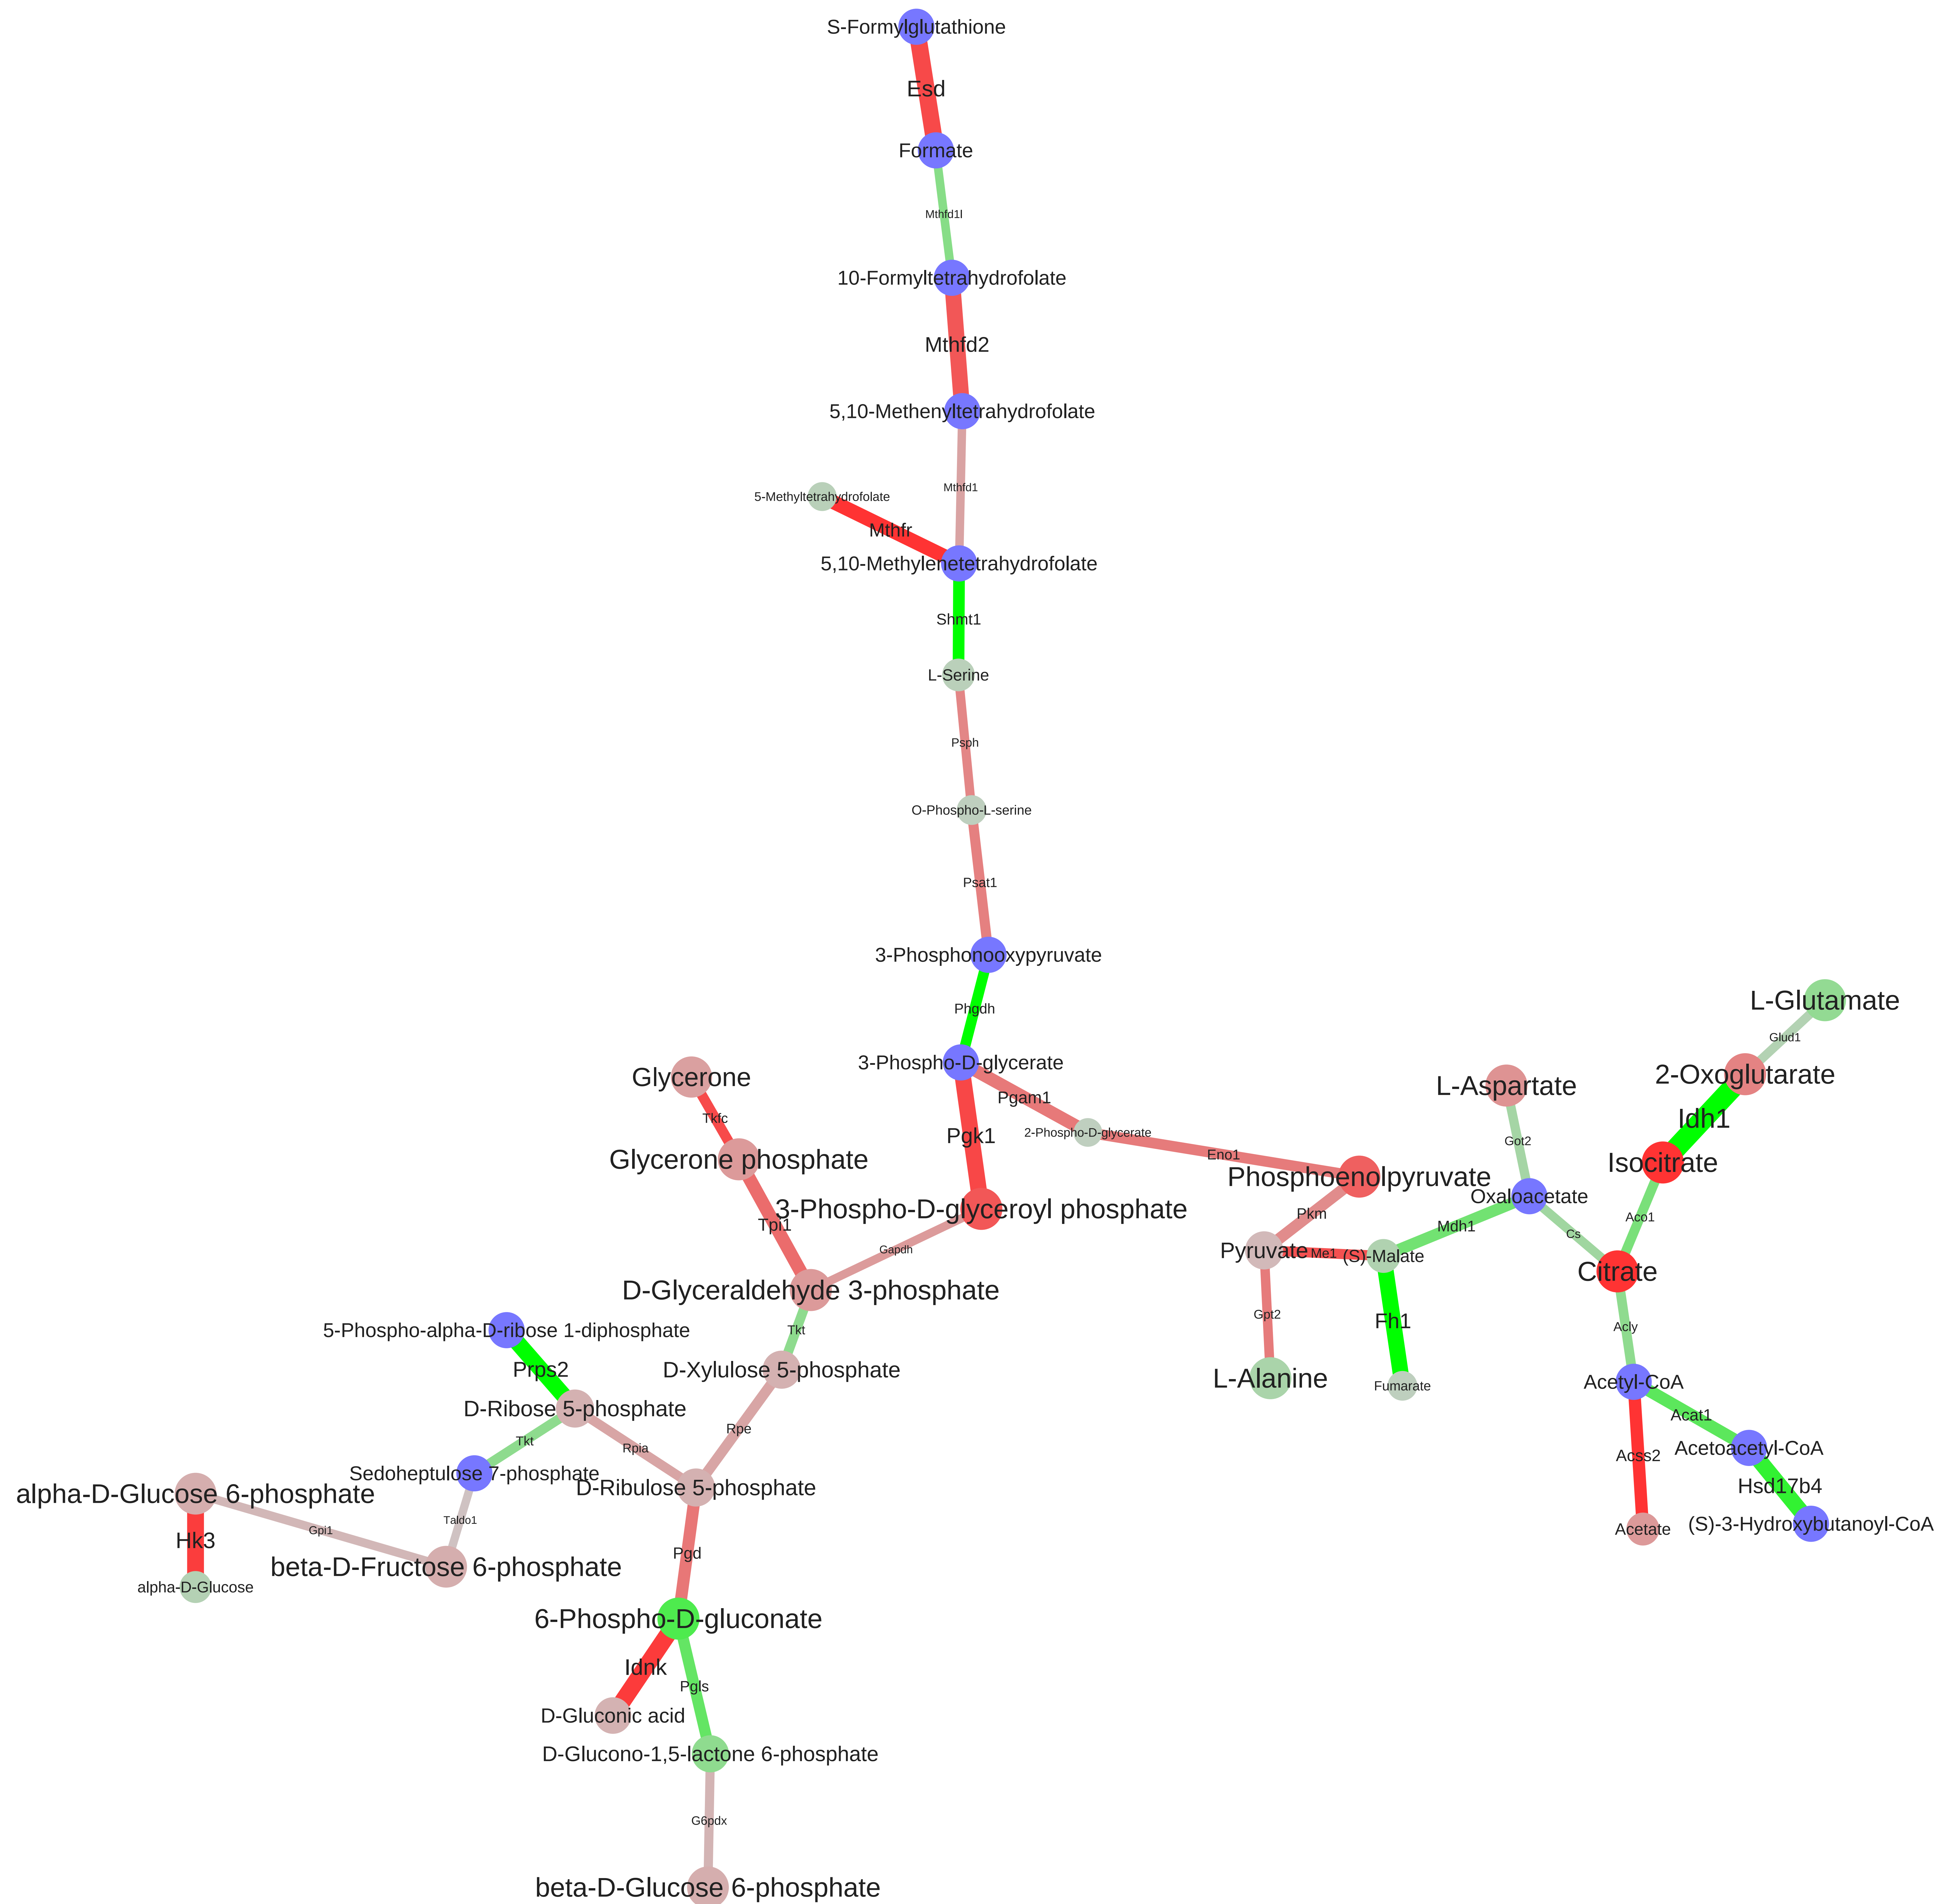 S-Formylglutathione
Esd
Formate
Mthfd1l
10-Formyltetrahydrofolate
Mthfd2
5,10-Methenyltetrahydrofolate
Mthfd1
5-Methyltetrahydrofolate
Mthfr
5,10-Methylenetetrahydrofolate
Shmt1
L-Serine
Psph
O-Phospho-L-serine
Psat1
3-Phosphonooxypyruvate
L-Glutamate
Phgdh
Glud1
3-Phospho-D-glycerate
Glycerone
2-Oxoglutarate
L-Aspartate
Pgam1
Tkfc
Idh1
2-Phospho-D-glycerate
Pgk1
Got2
Eno1
Glycerone phosphate
Isocitrate
Phosphoenolpyruvate
Oxaloacetate
3-Phospho-D-glyceroyl phosphate
Pkm
Aco1
Tpi1
Mdh1
Cs
Gapdh
Pyruvate
Me1
(S)-Malate
Citrate
D-Glyceraldehyde 3-phosphate
Gpt2
Fh1
Acly
5-Phospho-alpha-D-ribose 1-diphosphate
Tkt
Prps2
D-Xylulose 5-phosphate
L-Alanine
Fumarate
Acetyl-CoA
D-Ribose 5-phosphate
Acat1
Rpe
Tkt
Rpia
Acetoacetyl-CoA
Acss2
Sedoheptulose 7-phosphate
D-Ribulose 5-phosphate
Hsd17b4
alpha-D-Glucose 6-phosphate
Taldo1
Gpi1
Acetate
(S)-3-Hydroxybutanoyl-CoA
Hk3
Pgd
beta-D-Fructose 6-phosphate
alpha-D-Glucose
6-Phospho-D-gluconate
Idnk
Pgls
D-Gluconic acid
D-Glucono-1,5-lactone 6-phosphate
G6pdx
beta-D-Glucose 6-phosphate